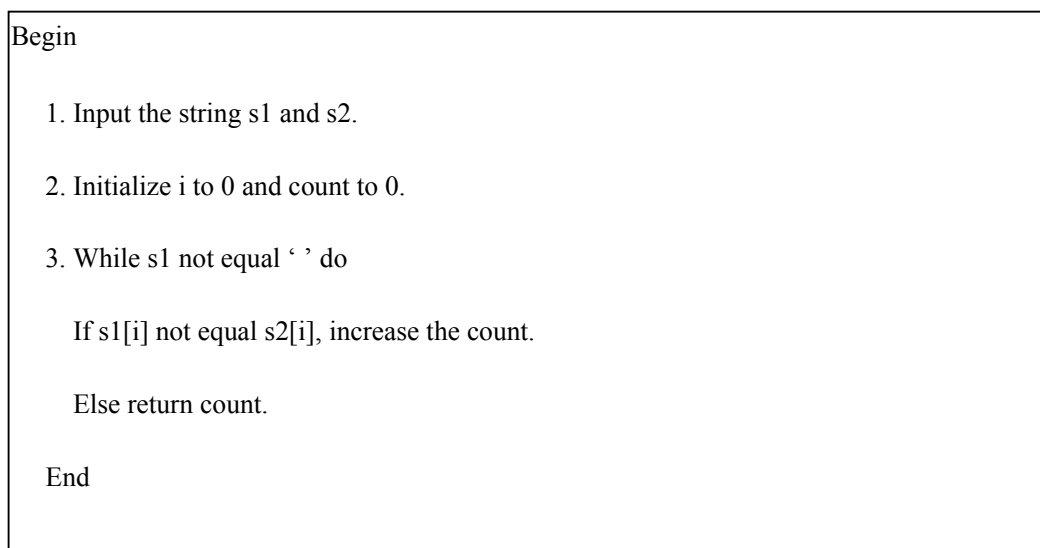 Begin
1. Input the string s1 and s2.
2. Initialize i to 0 and count to 0.
3. While s1 not equal ‘ ’ do
If s1[i] not equal s2[i], increase the count.
Else return count.
End